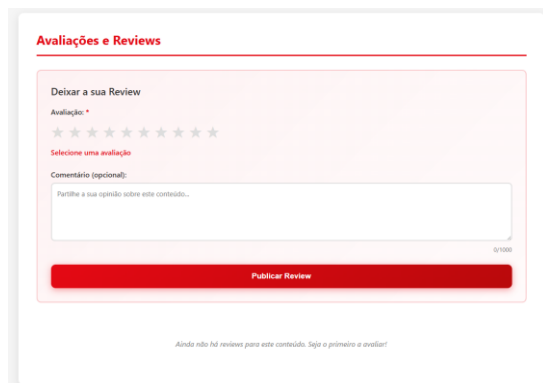 Avaliações e Reviews
Deixar a sua Review
Avaliação: *
Selecione uma avaliação
Comentário (opcional):
Partilhe a sua opinião sobre este conteúdo...
0/1000
Publicar Review
Ainda não há reviews para este conteúdo. Seja o primeiro a avaliar!